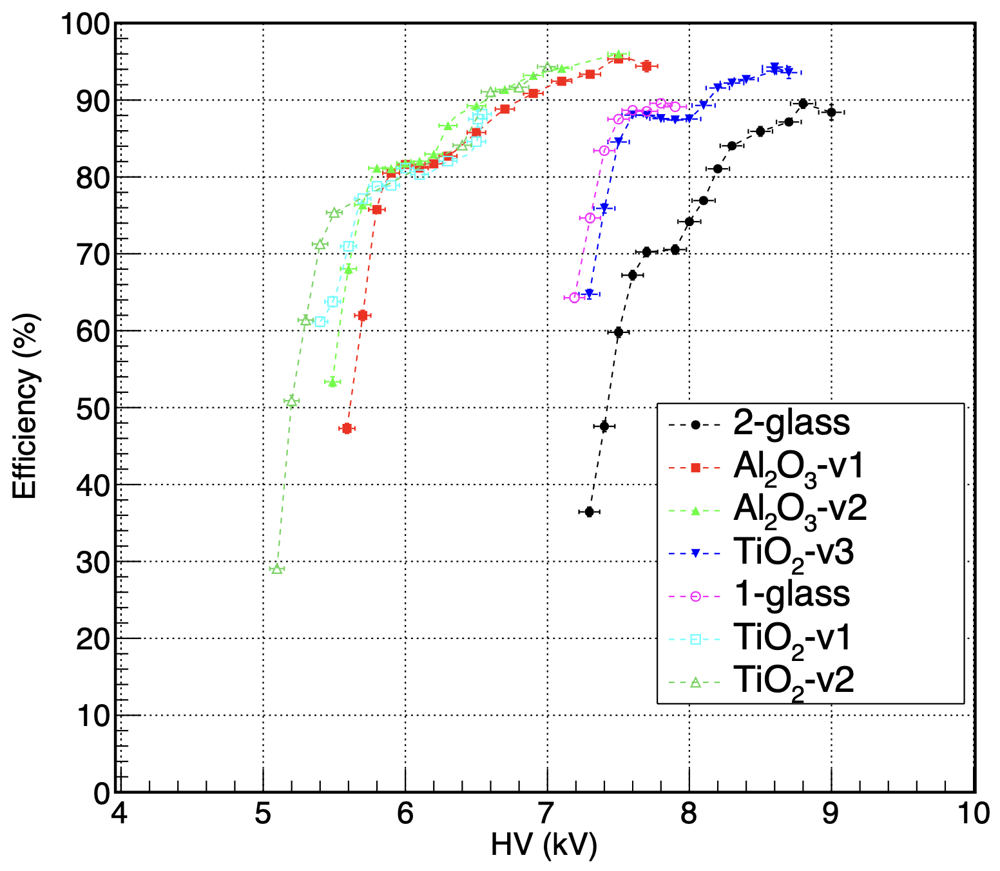 100
90
80
70
60
50
40
30
20
10
0
Efficiency (%)
2-glass
Al₂O₃-v1
Al₂O₃-v2
TiO₂-v3
1-glass
TiO₂-v1
TiO₂-v2
4 5 6 7 8 9 10
HV (kV)